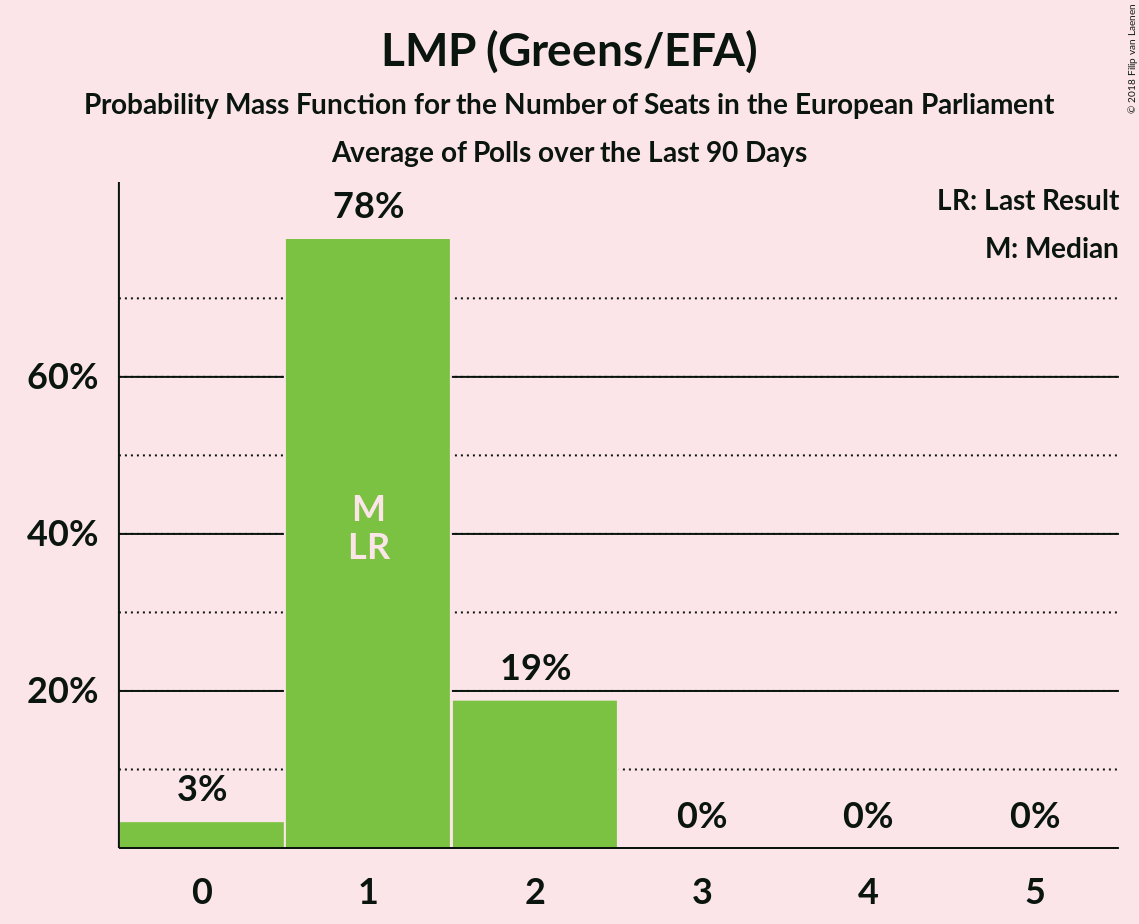 LMP (Greens/EFA)
Probability Mass Function for the Number of Seats in the European Parliament
Average of Polls over the Last 90 Days
© 2018 Filip van Laenen
LR: Last Result
M: Median
78%
60%
M
40%
LR
19%
20%
3%
0%
0%
0%
0
1
2
3
4
5